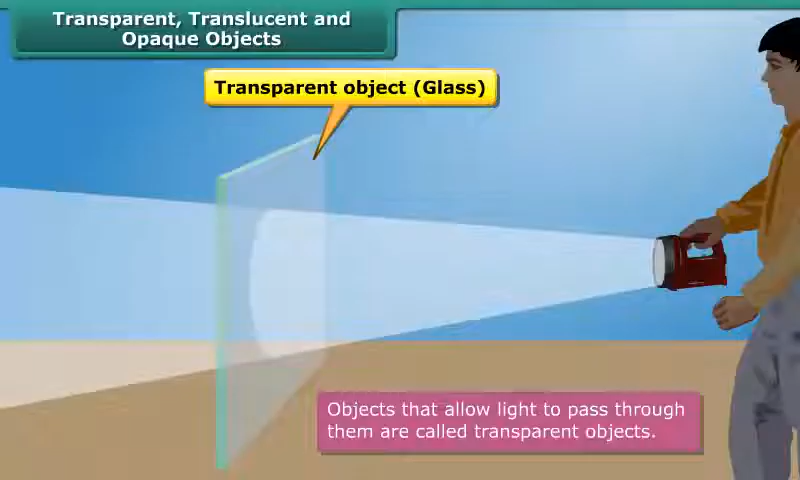 Transparent, Translucent and
Opaque Objects
Transparent object (Glass)
Objects that allow light to pass through
them are called transparent objects.